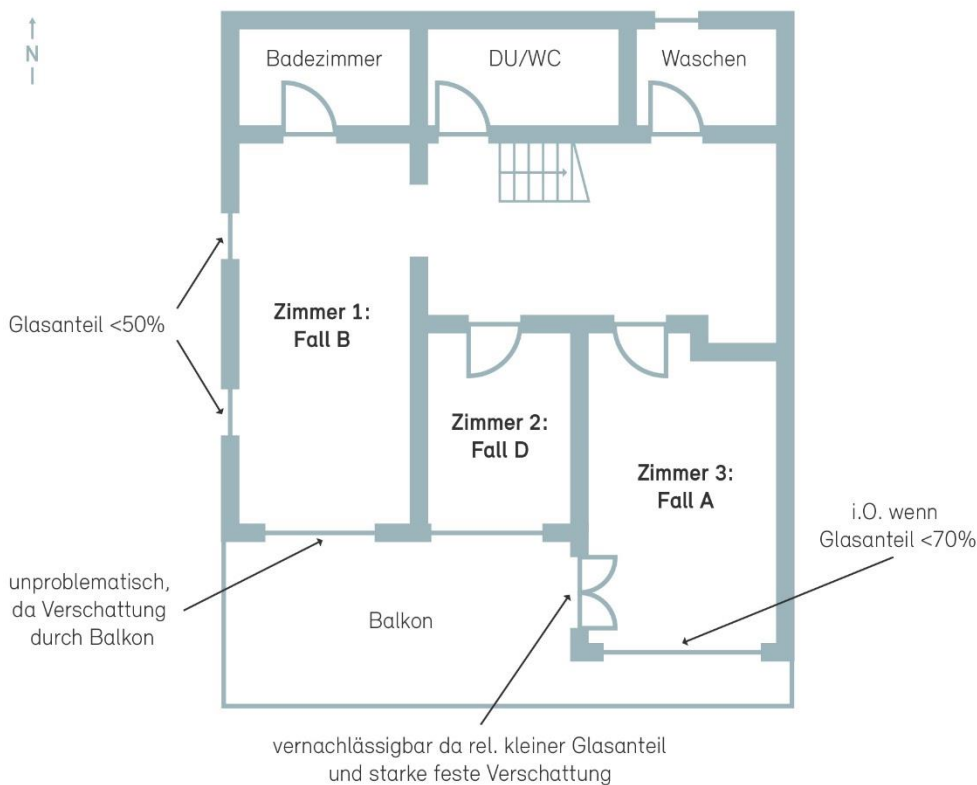 N
Badezimmer
DU/WC
Waschen
Glasanteil <50%
Zimmer 1:
Fall B
Zimmer 2:
Fall D
Zimmer 3:
Fall A
i.O. wenn
Glasanteil <70%
unproblematisch,
da Verschattung
durch Balkon
Balkon
vernachlässigbar da rel. kleiner Glasanteil
und starke feste Verschattung